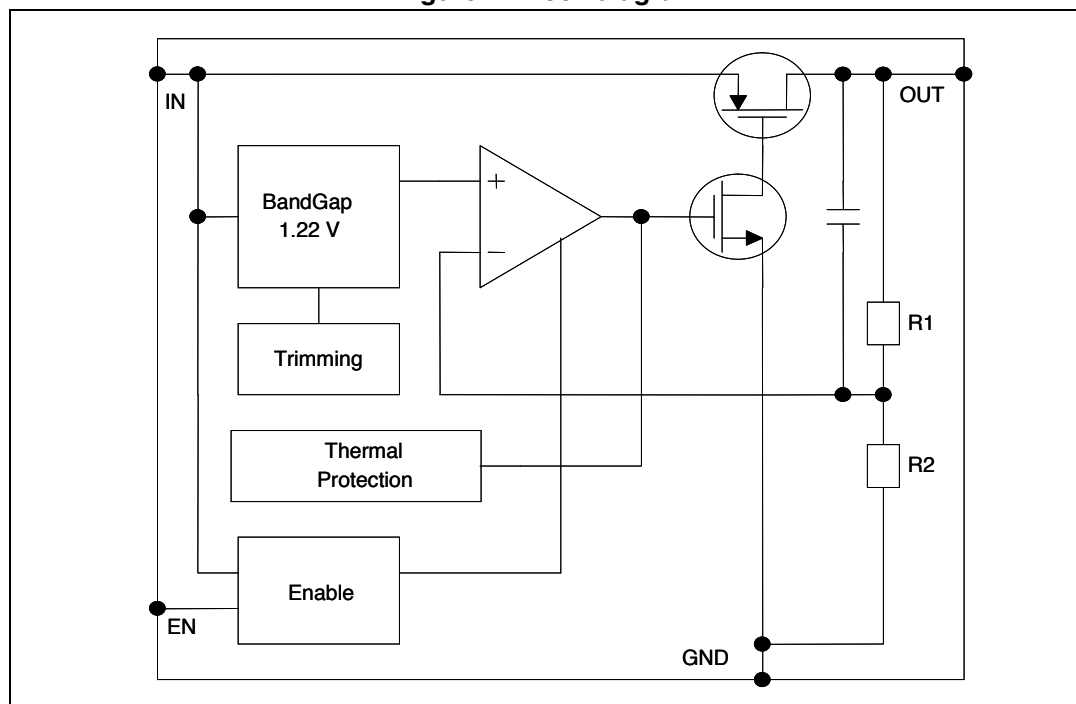 IN
OUT
BandGap
1.22 V
+
−
R1
Trimming
Thermal
Protection
R2
Enable
EN
GND